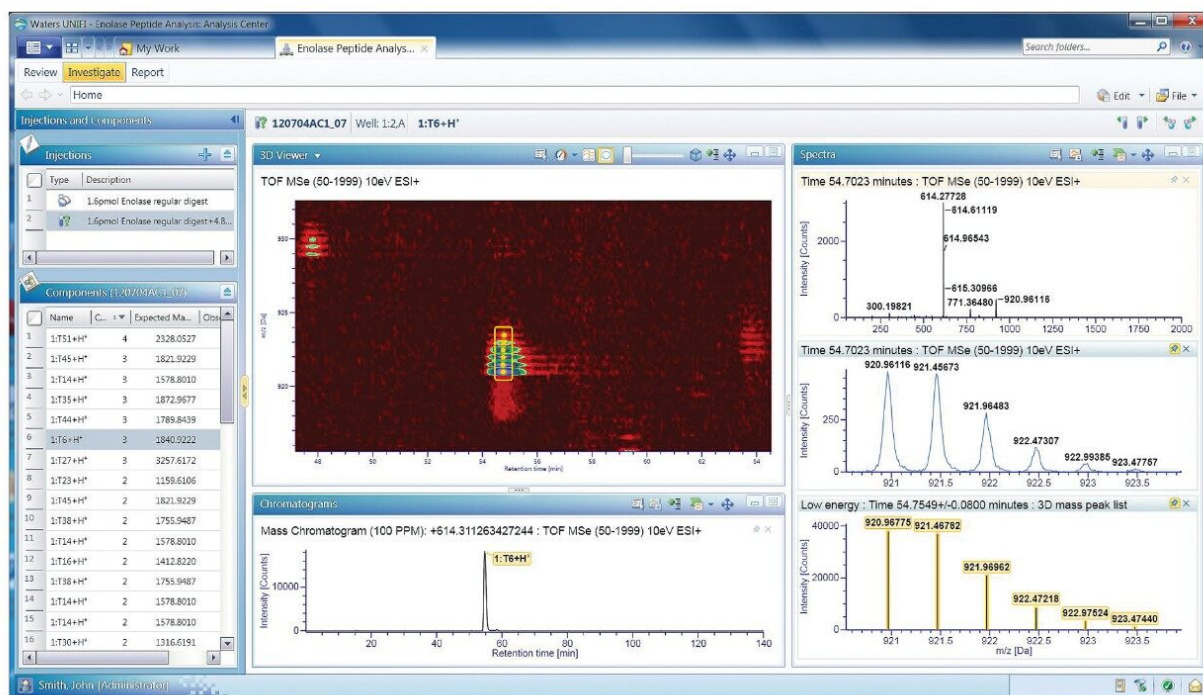 Waters UNIFI - Enolase Peptide Analysis: Analysis Center
My Work
Enolase Peptide Analys...
Search folders...
Review Investigate Report
Home
Edit File
Injections and Components
120704AC1_07 Well: 1:2,A 1:T6+H⁺
Injections
Type Description
1 1.6pmol Enolase regular digest
2 1.6pmol Enolase regular digest+4.8...
Components (120704AC1_07)
Name C... Expected Ma... Obse
1 1:T51+H⁺ 4 2328.0527
2 1:T45+H⁺ 3 1821.9229
3 1:T14+H⁺ 3 1578.8010
4 1:T35+H⁺ 3 1872.9677
5 1:T44+H⁺ 3 1789.8439
6 1:T6+H⁺ 3 1840.9222
7 1:T27+H⁺ 3 3257.6172
8 1:T23+H⁺ 2 1159.6106
9 1:T45+H⁺ 2 1821.9229
10 1:T38+H⁺ 2 1755.9487
11 1:T14+H⁺ 2 1578.8010
12 1:T16+H⁺ 2 1412.8220
13 1:T38+H⁺ 2 1755.9487
14 1:T14+H⁺ 2 1578.8010
15 1:T14+H⁺ 2 1578.8010
16 1:T30+H⁺ 2 1316.6191
3D Viewer
TOF MSe (50-1999) 10eV ESI+
m/z [Da]
930
925
920
48 50 52 54 56 58 60 62 64
Retention time [min]
Chromatograms
Mass Chromatogram (100 PPM): +614.311263427244 : TOF MSe (50-1999) 10eV ESI+
1:T6+H⁺
Intensity [Counts]
10000
0
20 40 60 80 100 120 140
Retention time [min]
Spectra
Time 54.7023 minutes : TOF MSe (50-1999) 10eV ESI+
614.27728
614.61119
614.96543
615.30966
300.19821
771.36480
920.96116
Intensity [Counts]
2000
0
250 500 750 1000 1250 1500 1750 2000
Time 54.7023 minutes : TOF MSe (50-1999) 10eV ESI+
920.96116
921.45673
921.96483
922.47307
922.99385
923.47757
Intensity [Counts]
250
0
921 921.5 922 922.5 923 923.5
Low energy : Time 54.7549+/-0.0800 minutes : 3D mass peak list
40000
920.96775
921.46782
921.96962
922.47218
922.97524
923.47440
Intensity [Counts]
20000
0
921 921.5 922 922.5 923 923.5
m/z [Da]
Smith, John [Administrator]